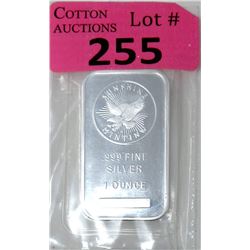 COTTON
AUCTIONS
Lot #
255
SUNSHINE
MINTING
.999 FINE
SILVER
1 OUNCE